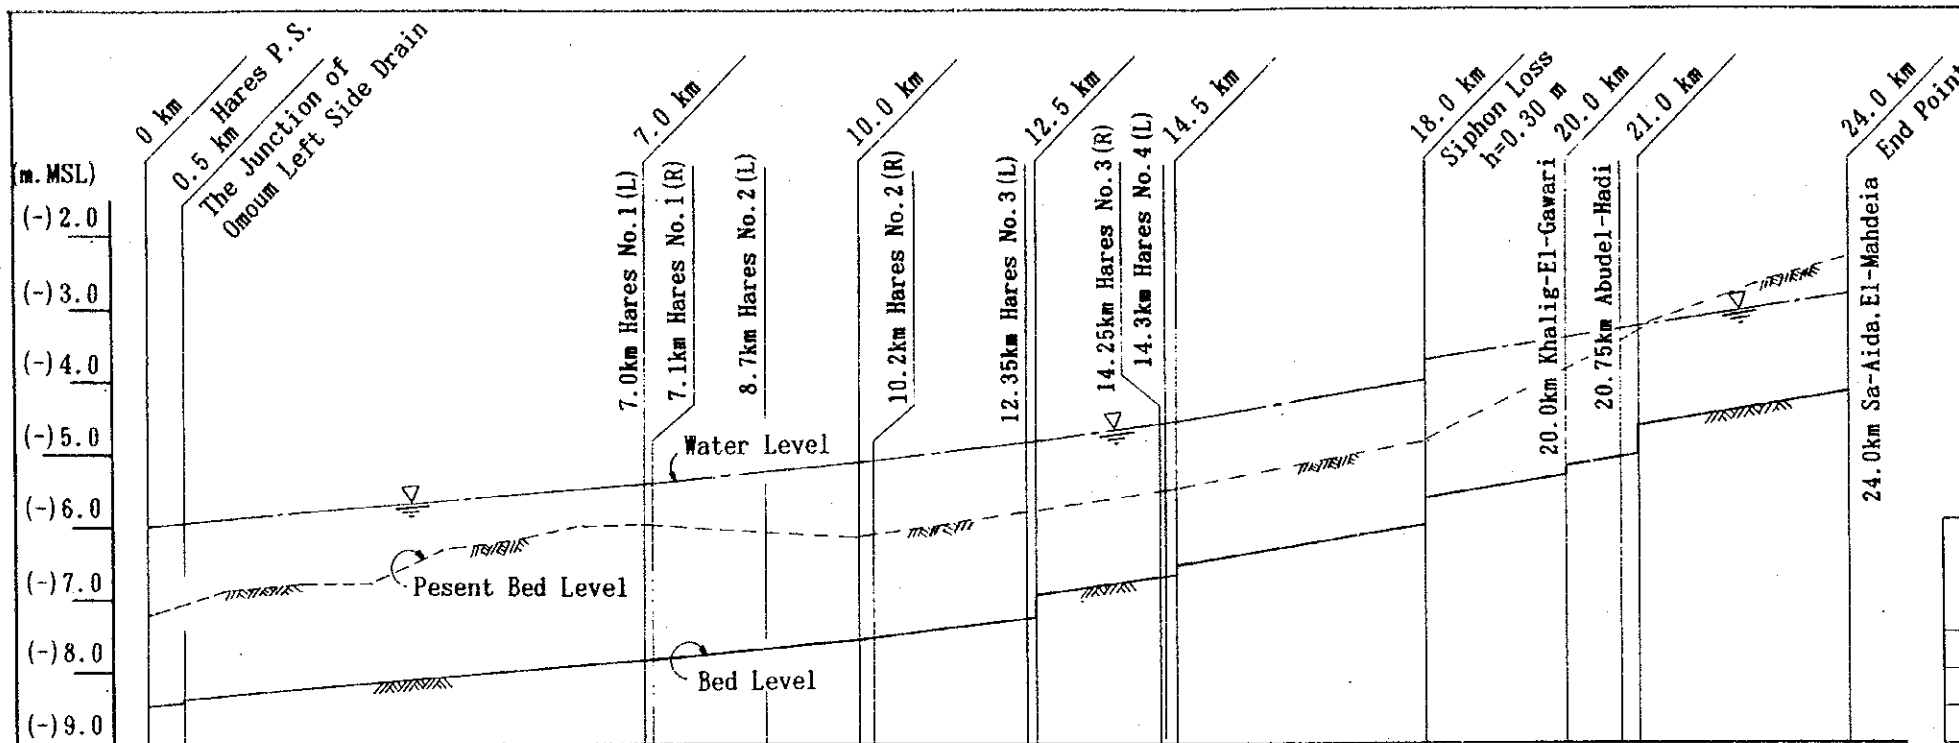 0 km
Hares P.S.
0.5 km
The Junction of
Omoum Left Side Drain
7.0 km
10.0 km
12.5 km
14.5 km
18.0 km
Siphon Loss
h=0.30 m
20.0 km
21.0 km
24.0 km
End Point
(m.MSL)
(-)2.0
(-)3.0
(-)4.0
(-)5.0
(-)6.0
(-)7.0
(-)8.0
(-)9.0
7.0km Hares No.1(L)
7.1km Hares No.1(R)
8.7km Hares No.2(L)
10.2km Hares No.2(R)
12.35km Hares No.3(L)
14.25km Hares No.3(R)
14.3km Hares No.4(L)
20.0km Khalig-El-Gawari
20.75km Abudel-Hadi
24.0km Sa-Aida.El-Mahdeia
Water Level
Pesent Bed Level
Bed Level